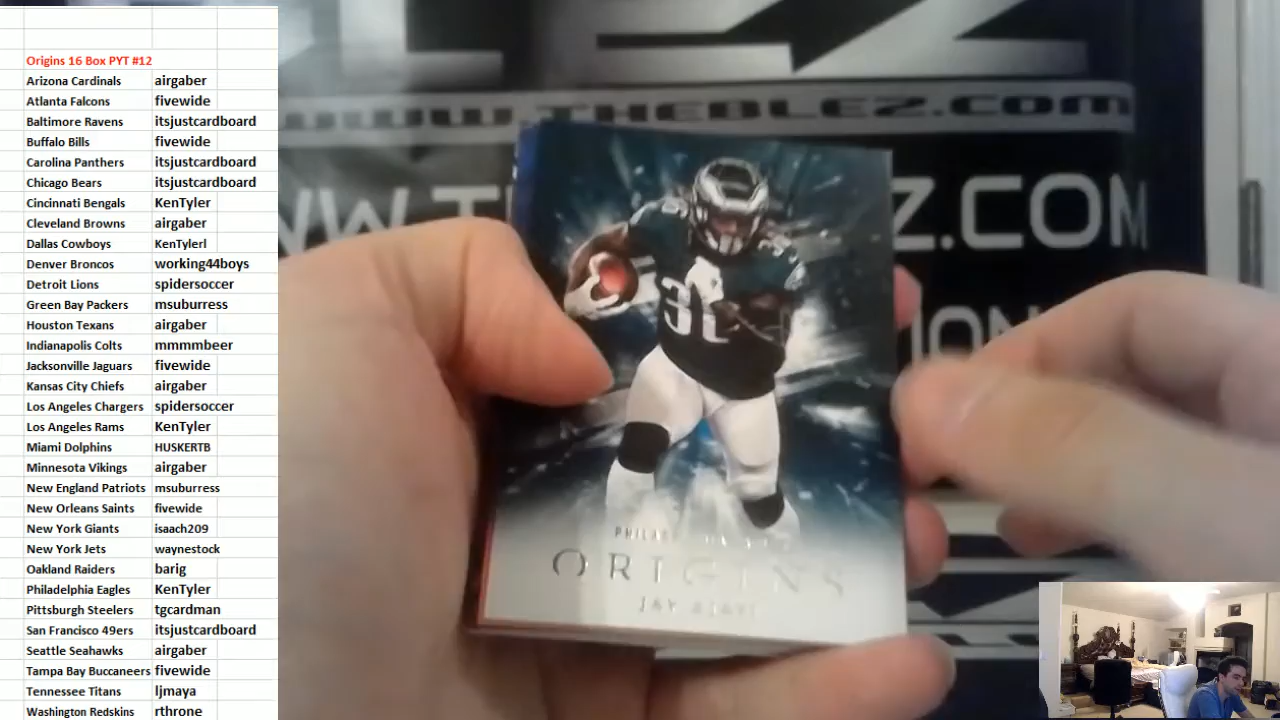 Origins 16 Box PYT #12
Arizona Cardinals airgaber
Atlanta Falcons fivewide
Baltimore Ravens itsjustcardboard
Buffalo Bills fivewide
Carolina Panthers itsjustcardboard
Chicago Bears itsjustcardboard
Cincinnati Bengals KenTyler
Cleveland Browns airgaber
Dallas Cowboys KenTylerl
Denver Broncos working44boys
Detroit Lions spidersoccer
Green Bay Packers msuburress
Houston Texans airgaber
Indianapolis Colts mmmmbeer
Jacksonville Jaguars fivewide
Kansas City Chiefs airgaber
Los Angeles Chargers spidersoccer
Los Angeles Rams KenTyler
Miami Dolphins HUSKERTB
Minnesota Vikings airgaber
New England Patriots msuburress
New Orleans Saints fivewide
New York Giants isaach209
New York Jets waynestock
Oakland Raiders barig
Philadelphia Eagles KenTyler
Pittsburgh Steelers tgcardman
San Francisco 49ers itsjustcardboard
Seattle Seahawks airgaber
Tampa Bay Buccaneers fivewide
Tennessee Titans ljmaya
Washington Redskins rthrone
WWW.THEBLEZ.COM
Z.COM
31
ORIGINS
JAY AJAYI